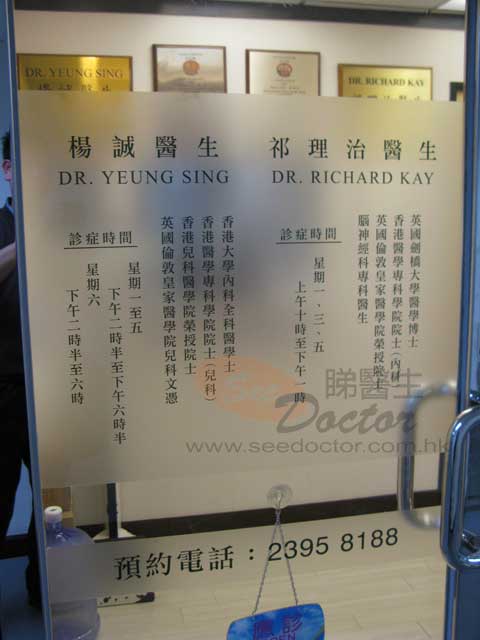 DR. YEUNG SING
DR. RICHARD KAY
楊誠醫生
DR. YEUNG SING
祁理治醫生
DR. RICHARD KAY
香港大學內科全科醫學士
香港醫學專科學院院士(兒科)
香港兒科醫學院榮授院士
英國倫敦皇家醫學院兒科文憑
診症時間
星期一至五
下午二時半至下午六時半
星期六
下午二時半至六時
英國劍橋大學醫學博士
香港醫學專科學院院士(內科)
英國倫敦皇家醫學院榮授院士
腦神經科專科醫生
診症時間
星期一、三、五
上午十時至下午一時
See 睇醫生
Doctor
www.seedoctor.com.hk
預約電話：2395 8188
應診